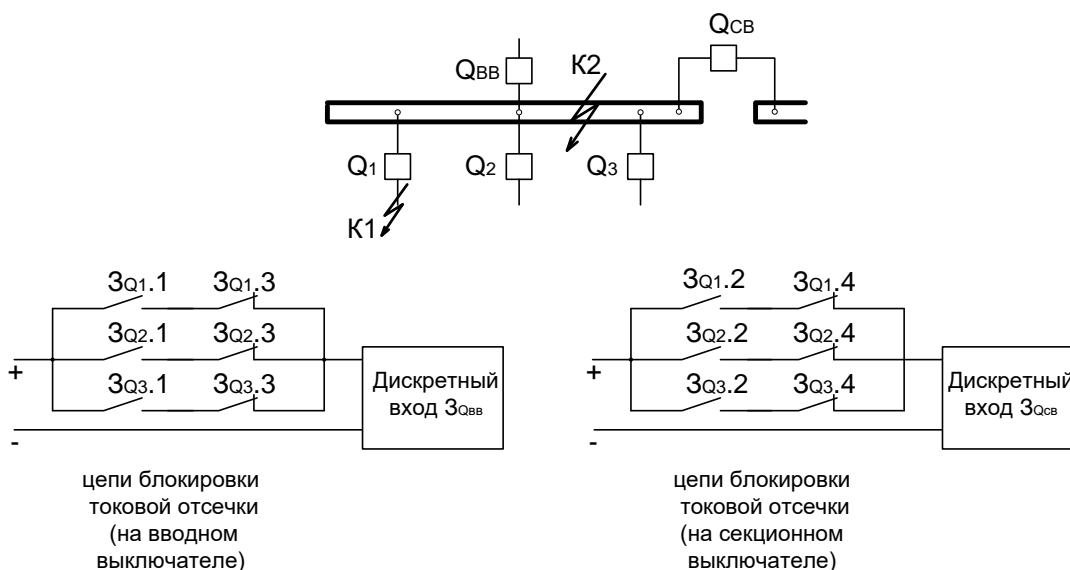 QСВ
QВВ
К2
Q1
Q2
Q3
К1
ЗQ1.1 ЗQ1.3
ЗQ2.1 ЗQ2.3
ЗQ3.1 ЗQ3.3
+
-
Дискретный
вход ЗQвв
цепи блокировки
токовой отсечки
(на вводном
выключателе)
ЗQ1.2 ЗQ1.4
ЗQ2.2 ЗQ2.4
ЗQ3.2 ЗQ3.4
+
-
Дискретный
вход ЗQсв
цепи блокировки
токовой отсечки
(на секционном
выключателе)